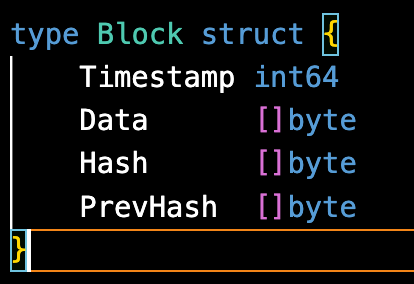 type Block struct {
    Timestamp int64
    Data      []byte
    Hash      []byte
    PrevHash  []byte
}